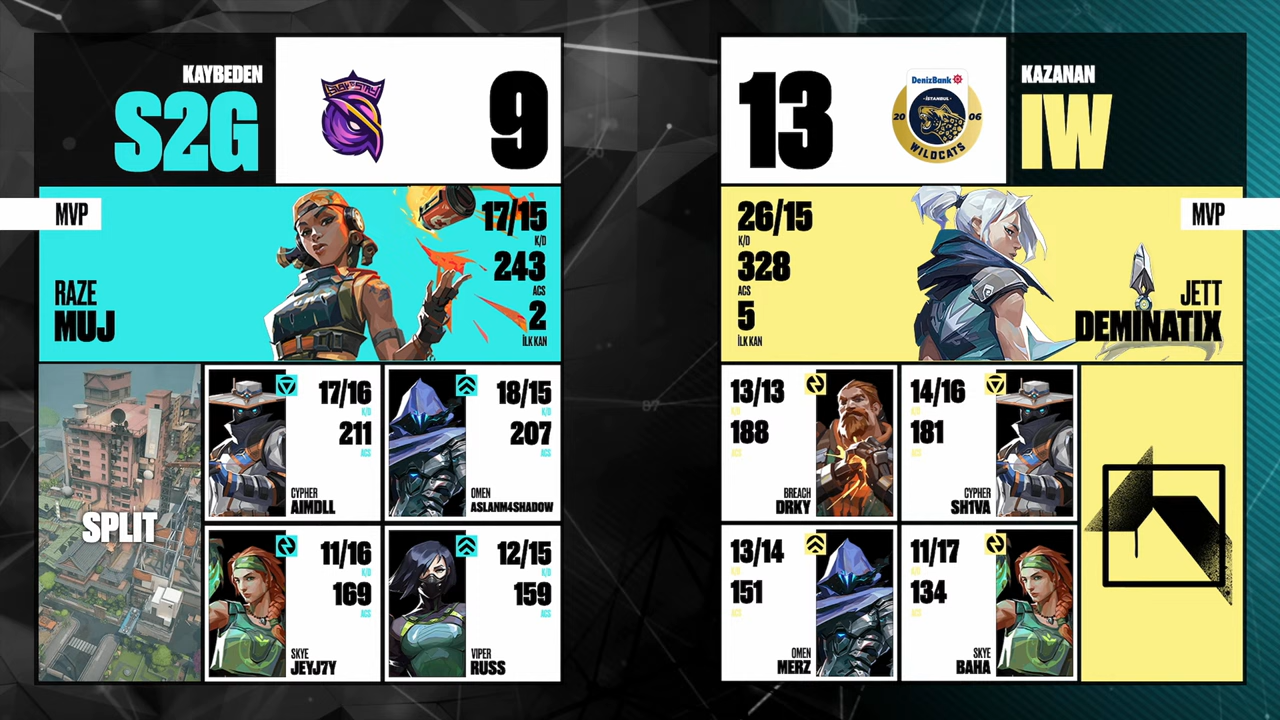 KAYBEDEN
S2G
9
MVP
17/15
K/D
243
ACS
2
İLK KAN
RAZE
MUJ
SPLIT
17/16
K/D
211
ACS
CYPHER
AIMDLL
18/15
K/D
207
ACS
OMEN
ASLANM4SHADOW
11/16
K/D
169
ACS
SKYE
JEYJ7Y
12/15
K/D
159
ACS
VIPER
RUSS
13
DenizBank
İSTANBUL
20 06
WILDCATS
KAZANAN
IW
MVP
26/15
K/D
328
ACS
5
İLK KAN
JETT
DEMINATIX
13/13
K/D
188
ACS
BREACH
DRKY
14/16
K/D
181
ACS
CYPHER
SH1VA
13/14
K/D
151
ACS
OMEN
MERZ
11/17
K/D
134
ACS
SKYE
BAHA